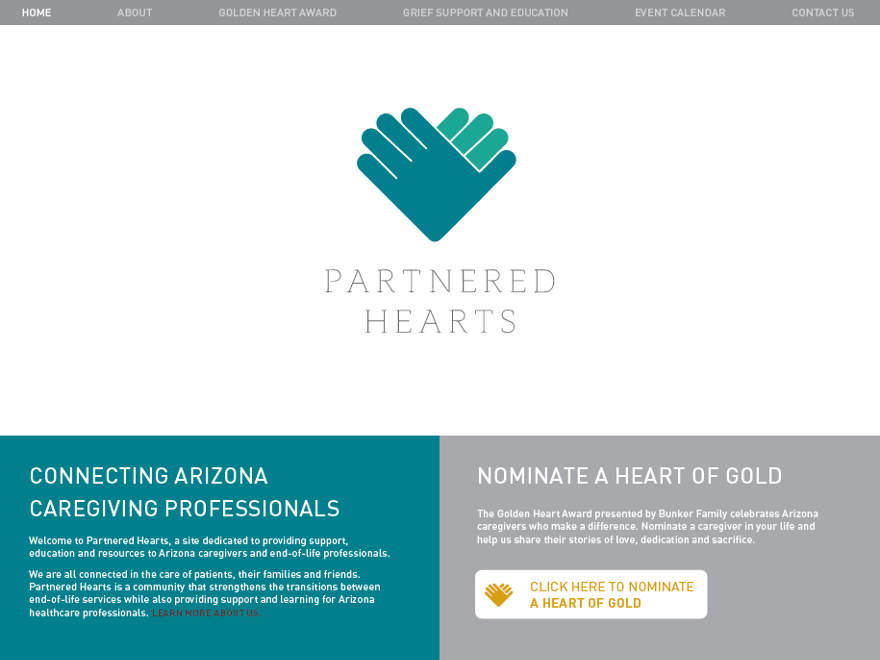 HOME ABOUT GOLDEN HEART AWARD GRIEF SUPPORT AND EDUCATION EVENT CALENDAR CONTACT US
PARTNERED
HEARTS
CONNECTING ARIZONA
CAREGIVING PROFESSIONALS
Welcome to Partnered Hearts, a site dedicated to providing support,
education and resources to Arizona caregivers and end-of-life professionals.
We are all connected in the care of patients, their families and friends.
Partnered Hearts is a community that strengthens the transitions between
end-of-life services while also providing support and learning for Arizona
healthcare professionals. LEARN MORE ABOUT US.
NOMINATE A HEART OF GOLD
The Golden Heart Award presented by Bunker Family celebrates Arizona
caregivers who make a difference. Nominate a caregiver in your life and
help us share their stories of love, dedication and sacrifice.
CLICK HERE TO NOMINATE
A HEART OF GOLD